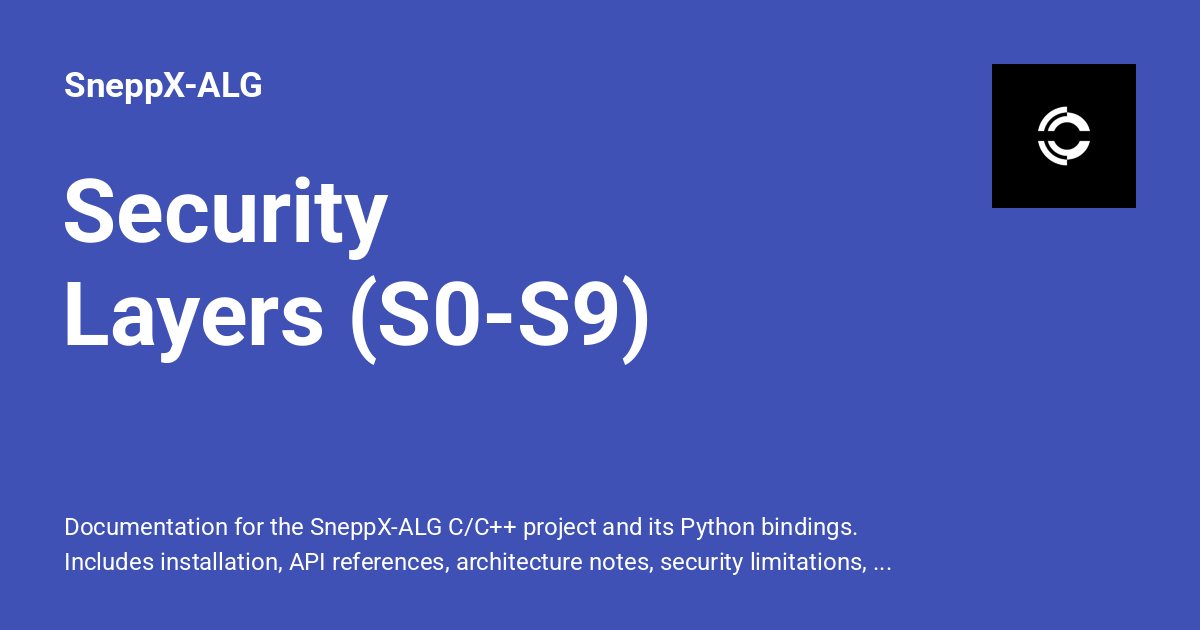 SneppX-ALG
Security
Layers (S0-S9)
Documentation for the SneppX-ALG C/C++ project and its Python bindings.
Includes installation, API references, architecture notes, security limitations, ...